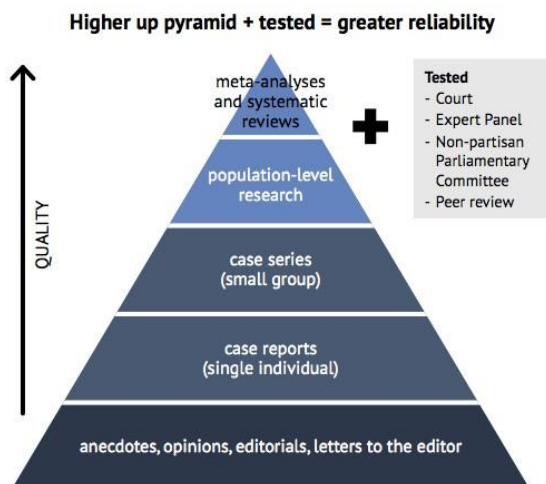 Higher up pyramid + tested = greater reliability
QUALITY
meta-analyses
and systematic
reviews
population-level
research
case series
(small group)
case reports
(single individual)
anecdotes, opinions, editorials, letters to the editor
Tested
- Court
- Expert Panel
- Non-partisan
Parliamentary
Committee
- Peer review